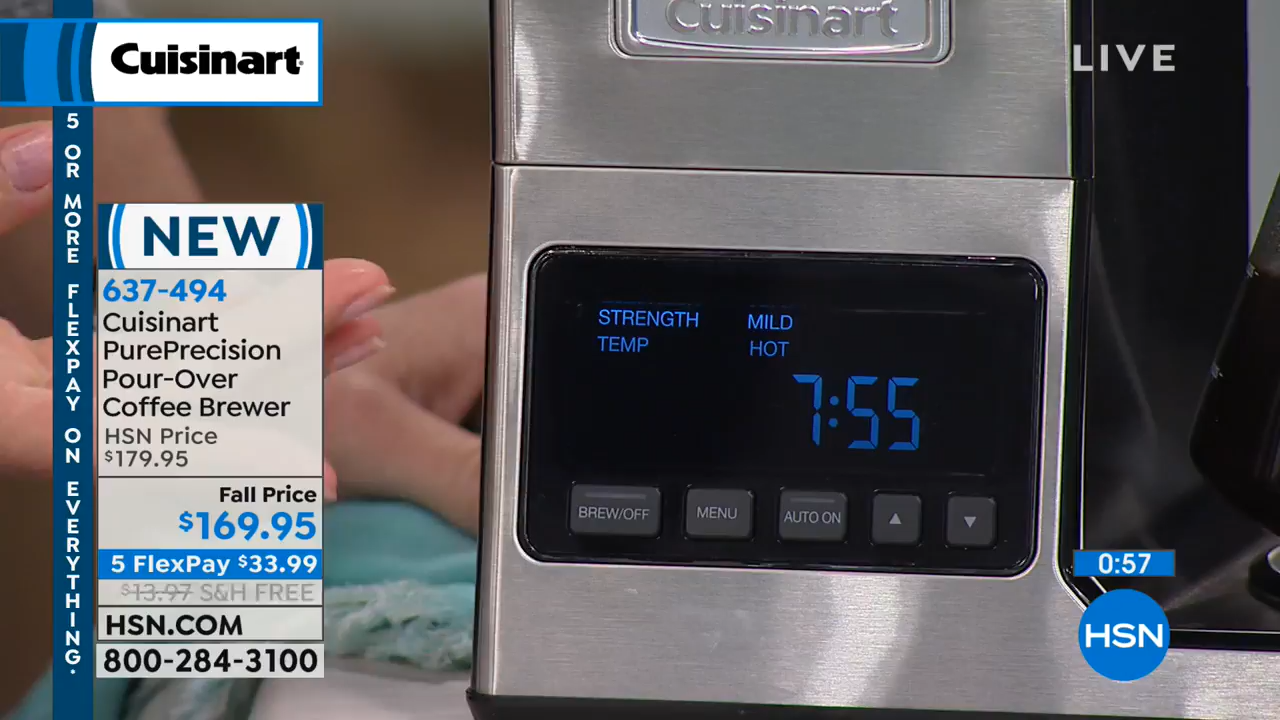 Cuisinart
LIVE
Cuisinart
5 OR MORE FLEXPAY ON EVERYTHING.
NEW
637-494
Cuisinart
PurePrecision
Pour-Over
Coffee Brewer
HSN Price
$179.95
Fall Price
$169.95
5 FlexPay $33.99
$13.97 S&H FREE
HSN.COM
800-284-3100
STRENGTH MILD
TEMP HOT
7:55
BREW/OFF MENU AUTO ON ▲ ▼
0:57
HSN